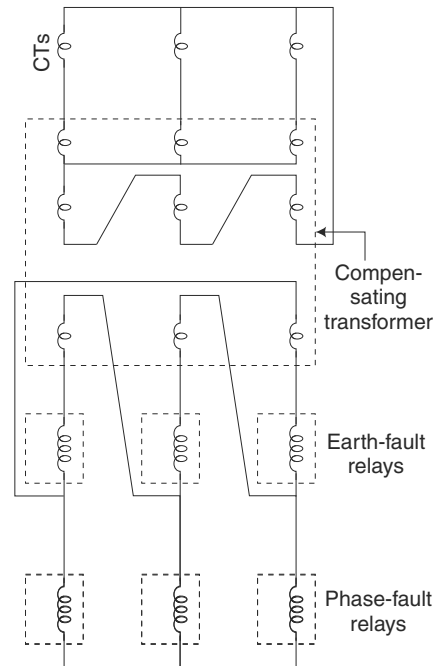 CTs
Compen-
sating
transformer
Earth-fault
relays
Phase-fault
relays